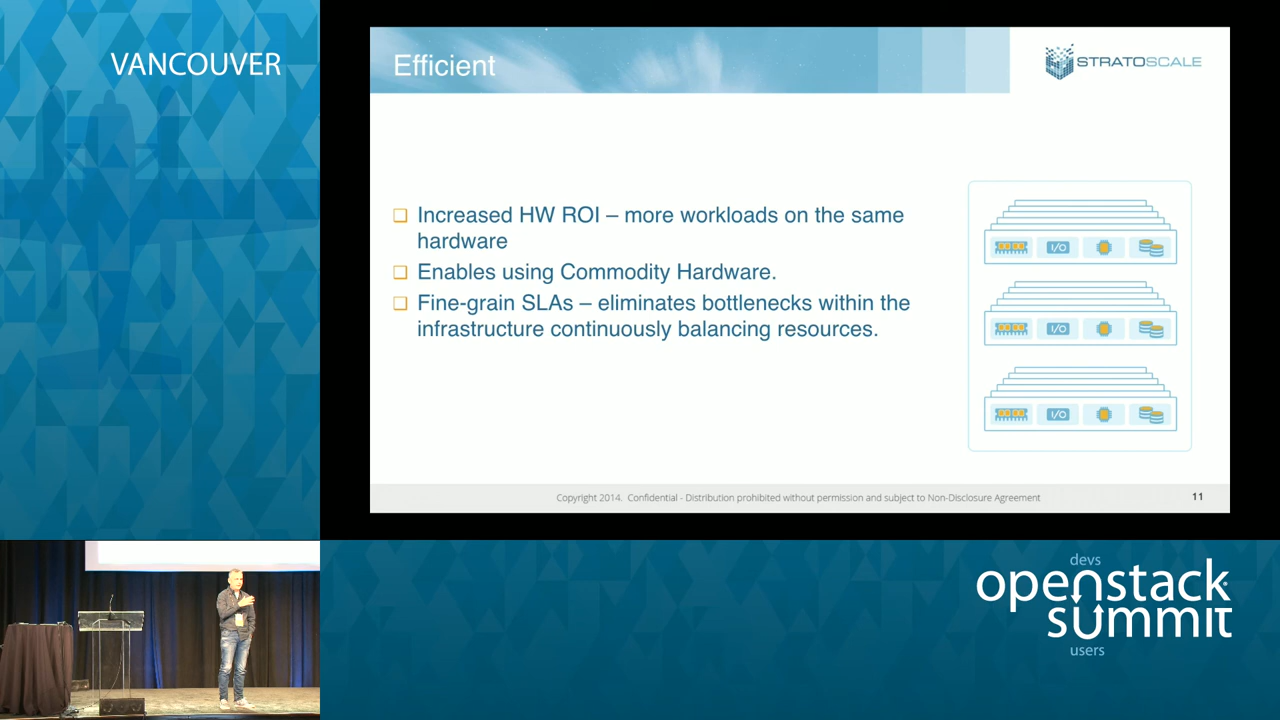 VANCOUVER
Efficient
STRATOSCALE
❑ Increased HW ROI – more workloads on the same
hardware
❑ Enables using Commodity Hardware.
❑ Fine-grain SLAs – eliminates bottlenecks within the
infrastructure continuously balancing resources.
I/O
I/O
I/O
Copyright 2014. Confidential - Distribution prohibited without permission and subject to Non-Disclosure Agreement
11
devs
openstack
summit
users